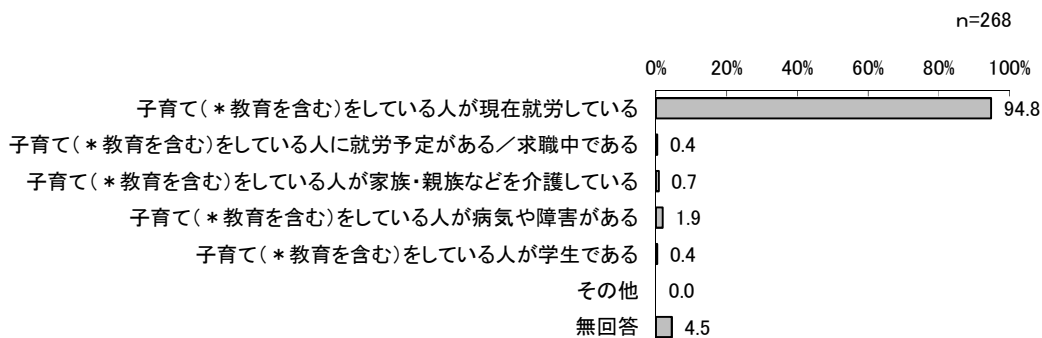 n=268
0% 20% 40% 60% 80% 100%
子育て(＊教育を含む)をしている人が現在就労している 94.8
子育て(＊教育を含む)をしている人に就労予定がある／求職中である 0.4
子育て(＊教育を含む)をしている人が家族・親族などを介護している 0.7
子育て(＊教育を含む)をしている人が病気や障害がある 1.9
子育て(＊教育を含む)をしている人が学生である 0.4
その他 0.0
無回答 4.5